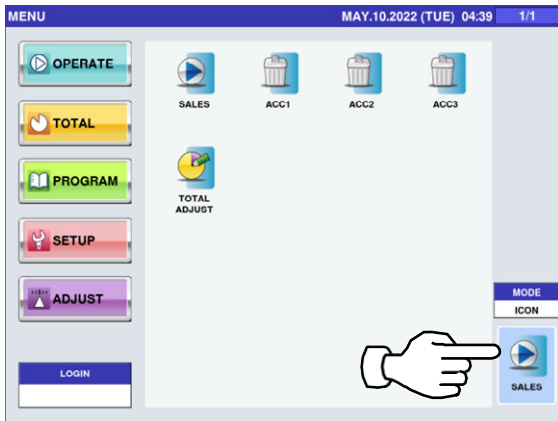 MENU MAY.10.2022 (TUE) 04:39 1/1
OPERATE
TOTAL
PROGRAM
SETUP
ADJUST
LOGIN
SALES ACC1 ACC2 ACC3
TOTAL
ADJUST
MODE
ICON
SALES